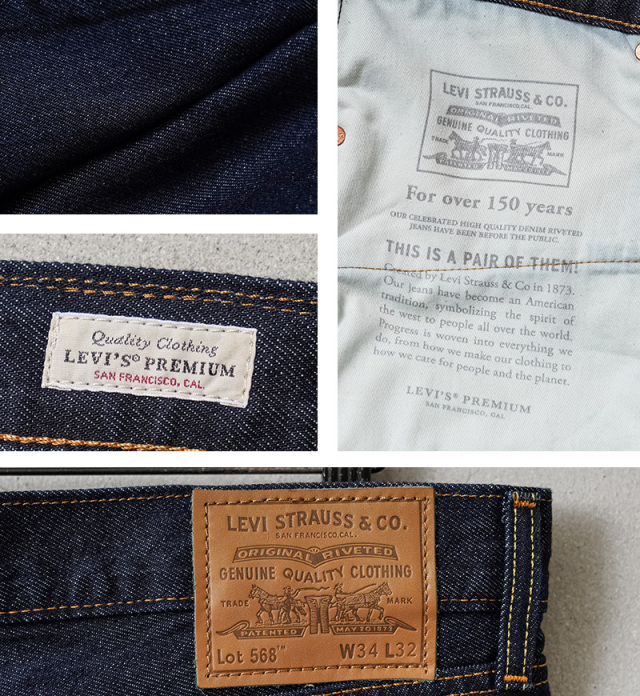 LEVI STRAUSS & CO.
SAN FRANCISCO, CAL.
ORIGINAL RIVETED
GENUINE QUALITY CLOTHING
TRADE MARK
For over 150 years
OUR CELEBRATED HIGH QUALITY DENIM RIVETED
JEANS HAVE BEEN BEFORE THE PUBLIC.
THIS IS A PAIR OF THEM!
Created by Levi Strauss & Co in 1873.
Our jeans have become an American
tradition, symbolizing the spirit of
the west to people all over the world.
Progress is woven into everything we
do, from how we make our clothing to
how we care for people and the planer.
LEVI'S® PREMIUM
SAN FRANCISCO, CAL
Quality Clothing
LEVI'S® PREMIUM
SAN FRANCISCO, CAL.
LEVI STRAUSS & CO.
SAN FRANCISCO,CAL.
ORIGINAL RIVETED
GENUINE QUALITY CLOTHING
TRADE MARK
PATENTED MAY 20 1873
Lot 568™ W34 L32